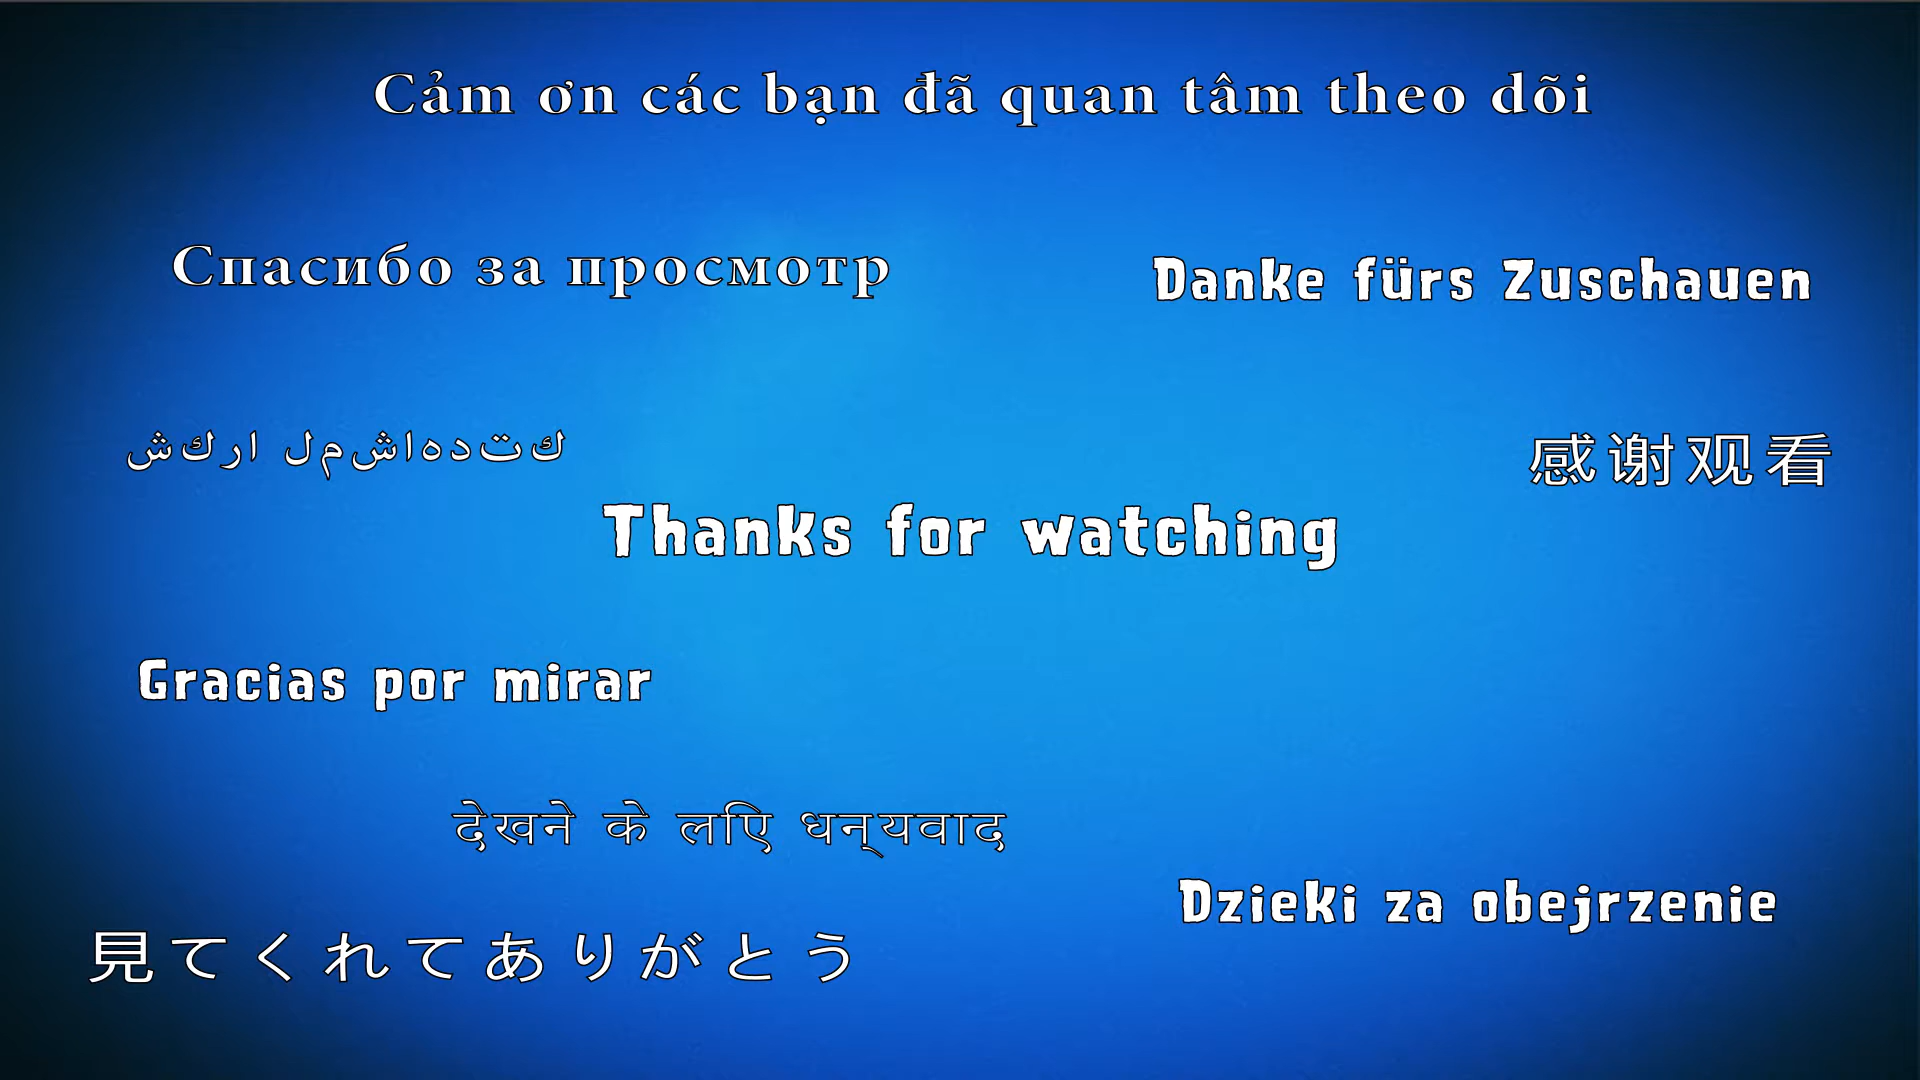 Cảm ơn các bạn đã quan tâm theo dõi
Спасибо за просмотр
Danke fürs Zuschauen
شكرا لمشاهدتك
感谢观看
Thanks for watching
Gracias por mirar
देखने के लिए धन्यवाद
Dzieki za obejrzenie
見てくれてありがとう